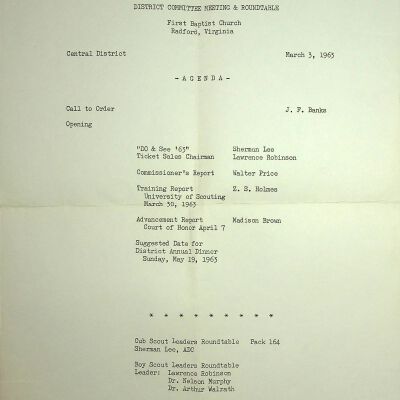 DISTRICT COMMITTEE MEETING & ROUNDTABLE
First Baptist Church
Radford, Virginia
Central District March 3, 1963
- A G E N D A -
Call to Order J. F. Banks
Opening
"DO & See '63" Sherman Lee
Ticket Sales Chairman Lawrence Robinson
Commissioner's Report Walter Price
Training Report Z. S. Holmes
University of Scouting
March 30, 1963
Advancement Report Madison Brown
Court of Honor April 7
Suggested Date for
District Annual Dinner
Sunday, May 19, 1963
* * * * * * * * *
Cub Scout Leaders Roundtable Pack 164
Sherman Lee, ADC
Boy Scout Leaders Roundtable
Leader: Lawrence Robinson
Dr. Nelson Murphy
Dr. Arthur Walrath